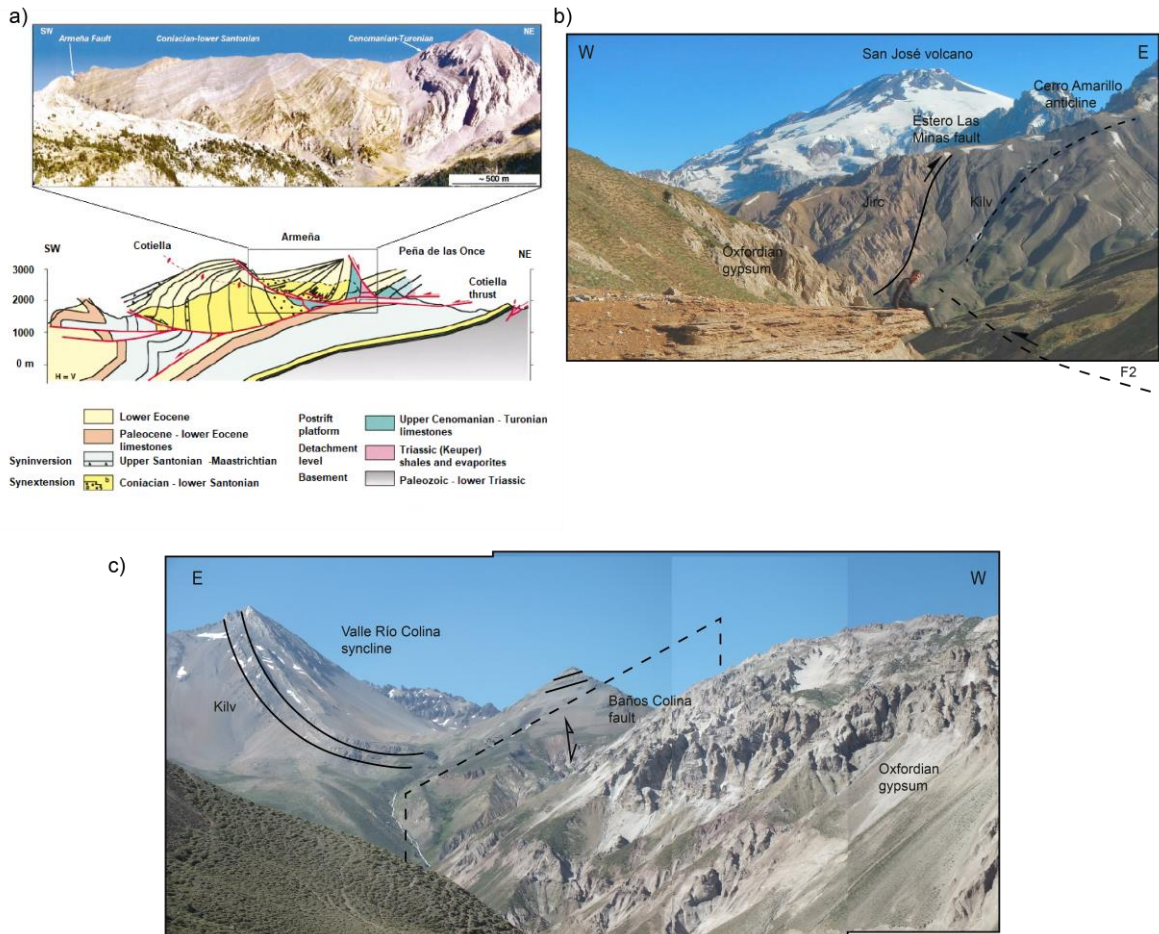 a)
SW
NE
Armeña Fault
Coniacian-lower Santonian
Cenomanian-Turoniae
~ 500 m
SW
Armeña
NE
Cotiella
Peña de las Once
Cotiella
thrust
3000
2000
1000
0 m
H = V
Lower Eocene
Paleocene - lower Eocene
limestones
Syninversion
Upper Santonian -Maastrichtian
Synextension
b
a
Coniacian - lower Santonian
Postrift
platform
Upper Cenomanian - Turonian
limestones
Detachment
level
Triassic (Keuper)
shales and evaporites
Basement
Paleozoic - lower Triassic
b)
W
E
San José volcano
Cerro Amarillo
anticline
Estero Las
Minas fault
Jirc
Kilv
Oxfordian
gypsum
F2
c)
E
W
Valle Río Colina
syncline
Kilv
Baños Colina
fault
Oxfordian
gypsum